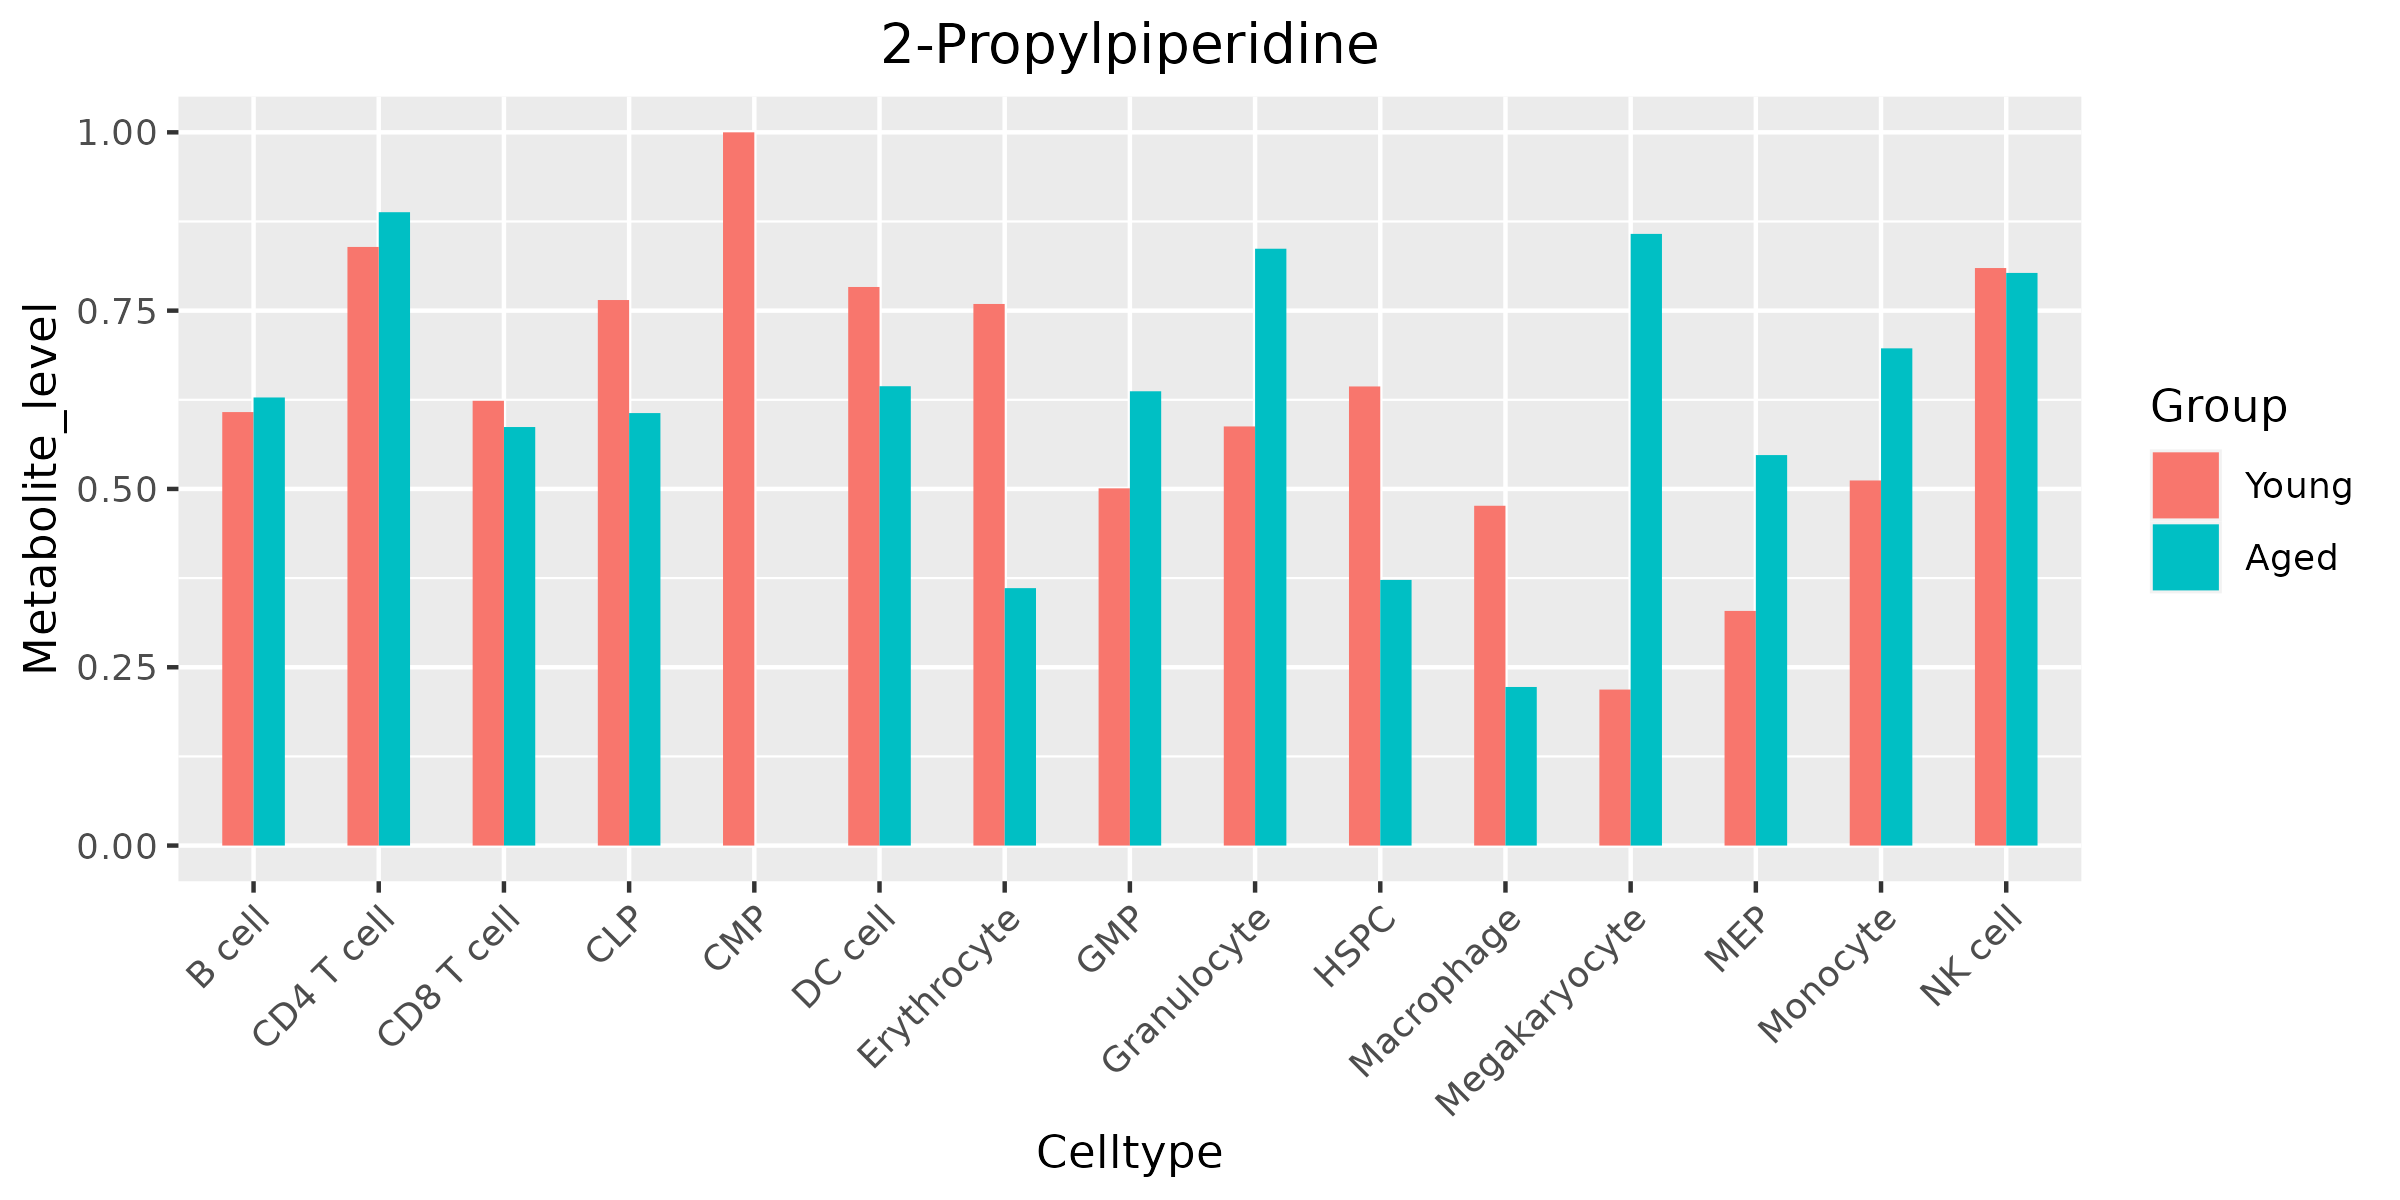 2-Propylpiperidine
Metabolite_level
1.00
0.75
0.50
0.25
0.00
B cell
CD4 T cell
CD8 T cell
CLP
CMP
DC cell
Erythrocyte
GMP
Granulocyte
HSPC
Macrophage
Megakaryocyte
MEP
Monocyte
NK cell
Celltype
Group
Young
Aged